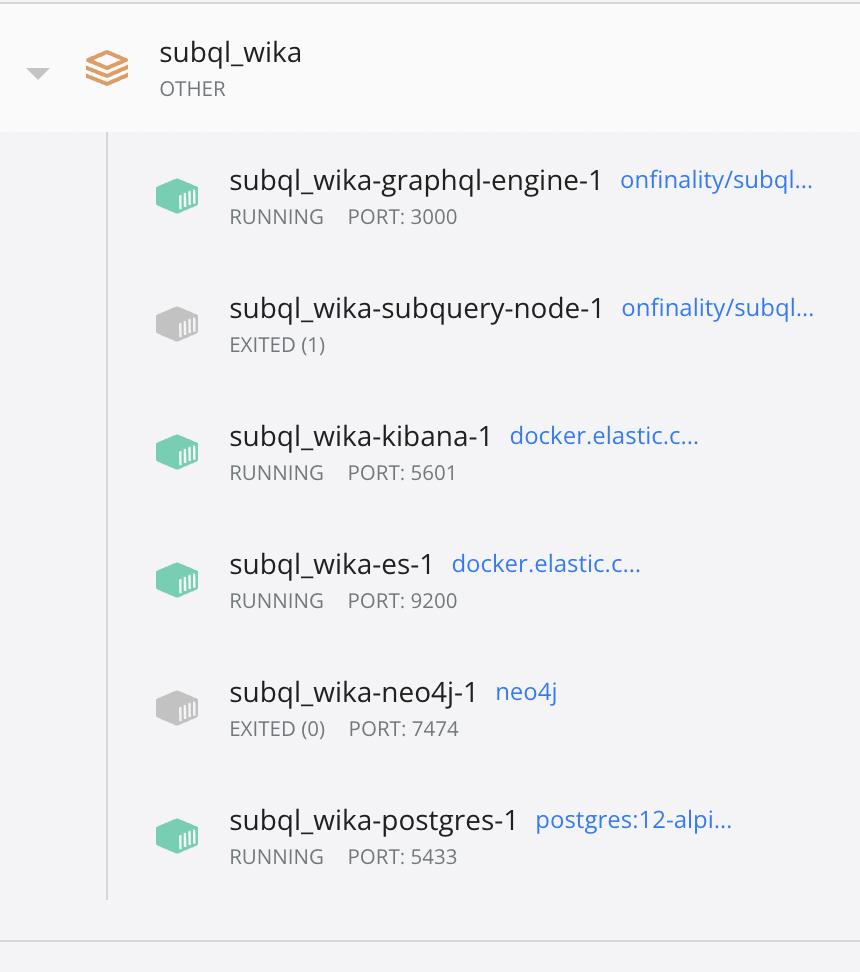 subql_wika
OTHER
subql_wika-graphql-engine-1 onfinality/subql...
RUNNING PORT: 3000
subql_wika-subquery-node-1 onfinality/subql...
EXITED (1)
subql_wika-kibana-1 docker.elastic.c...
RUNNING PORT: 5601
subql_wika-es-1 docker.elastic.c...
RUNNING PORT: 9200
subql_wika-neo4j-1 neo4j
EXITED (0) PORT: 7474
subql_wika-postgres-1 postgres:12-alpi...
RUNNING PORT: 5433